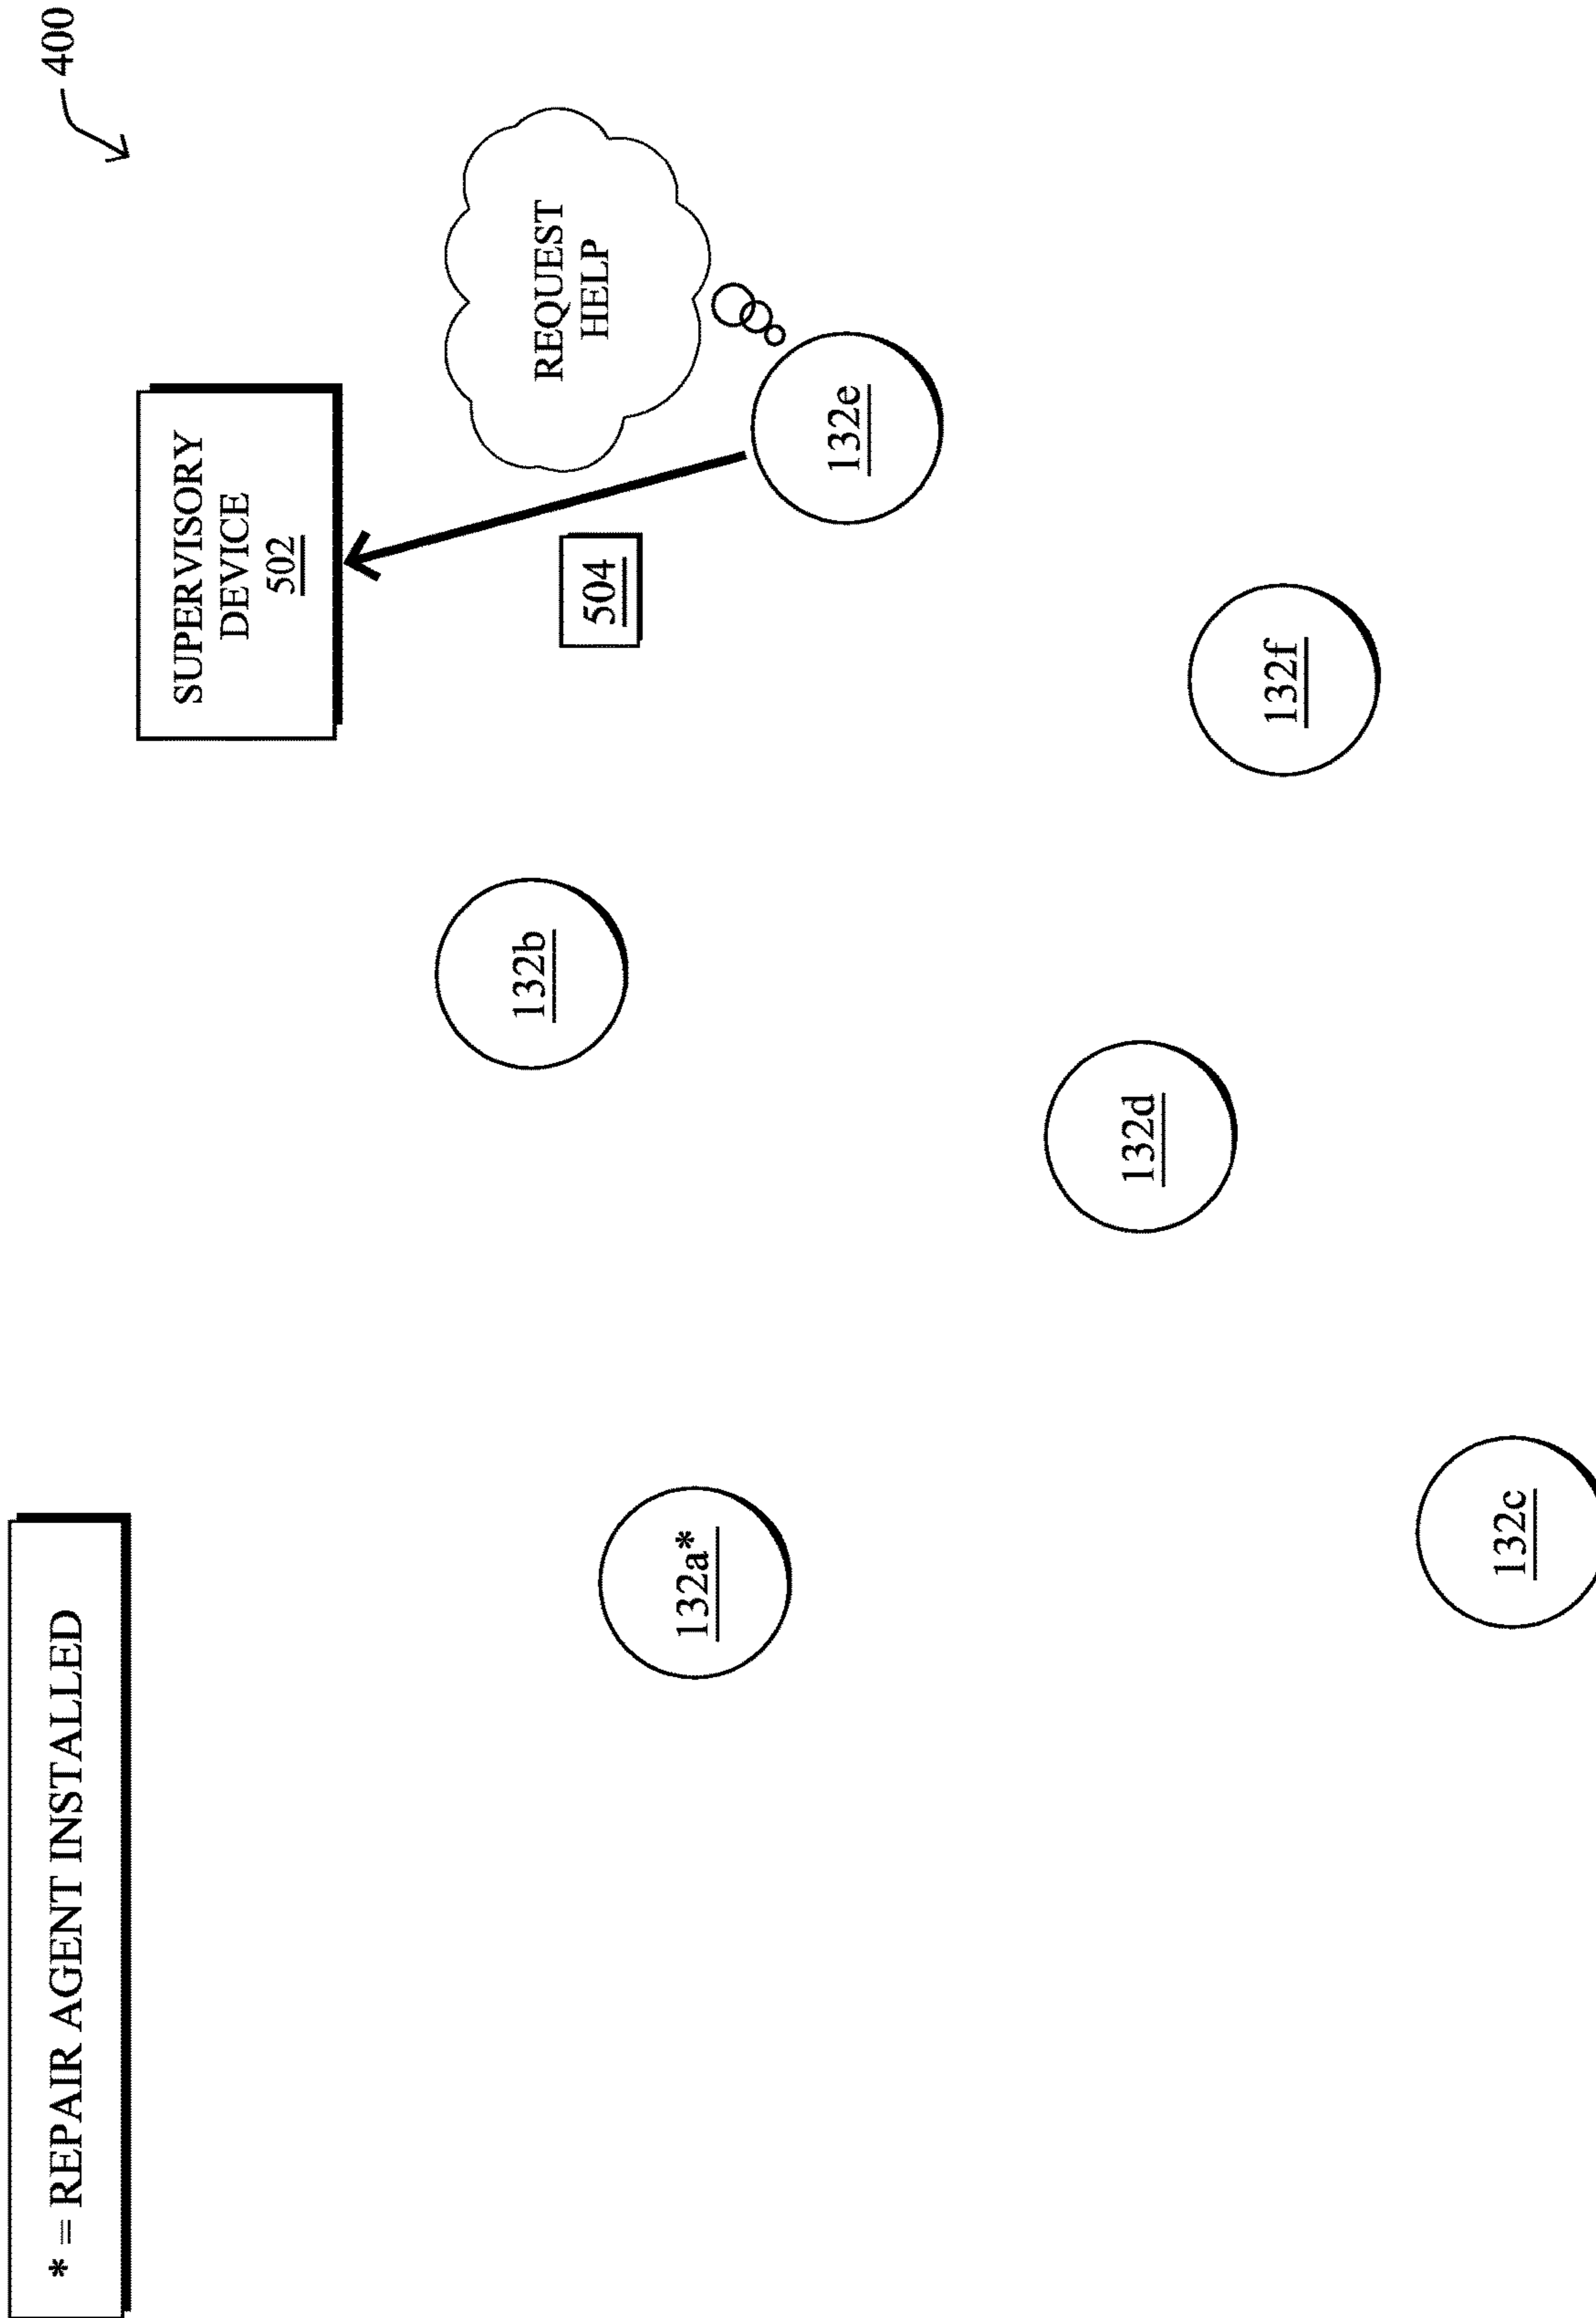 * = REPAIR AGENT INSTALLED
400
SUPERVISORY
DEVICE
502
REQUEST
HELP
504
132b
132a*
132e
132d
132f
132c